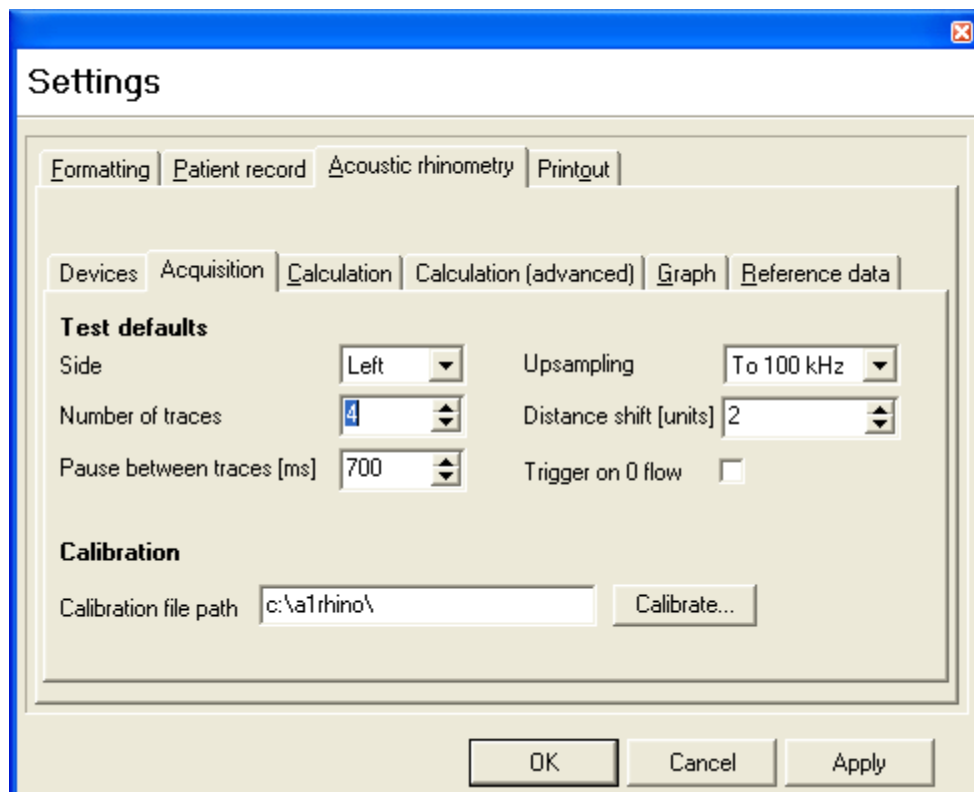 Settings
Formatting Patient record Acoustic rhinometry Printout
Devices Acquisition Calculation Calculation (advanced) Graph Reference data
Test defaults
Side Left Upsampling To 100 kHz
Number of traces 4 Distance shift [units] 2
Pause between traces [ms] 700 Trigger on 0 flow
Calibration
Calibration file path c:\a1rhino\ Calibrate...
OK Cancel Apply